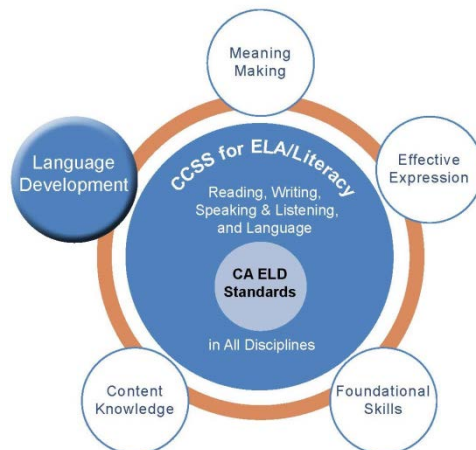 Meaning
Making
Language
Development
Effective
Expression
CCSS for ELA/Literacy
Reading, Writing,
Speaking & Listening,
and Language
CA ELD
Standards
in All Disciplines
Content
Knowledge
Foundational
Skills